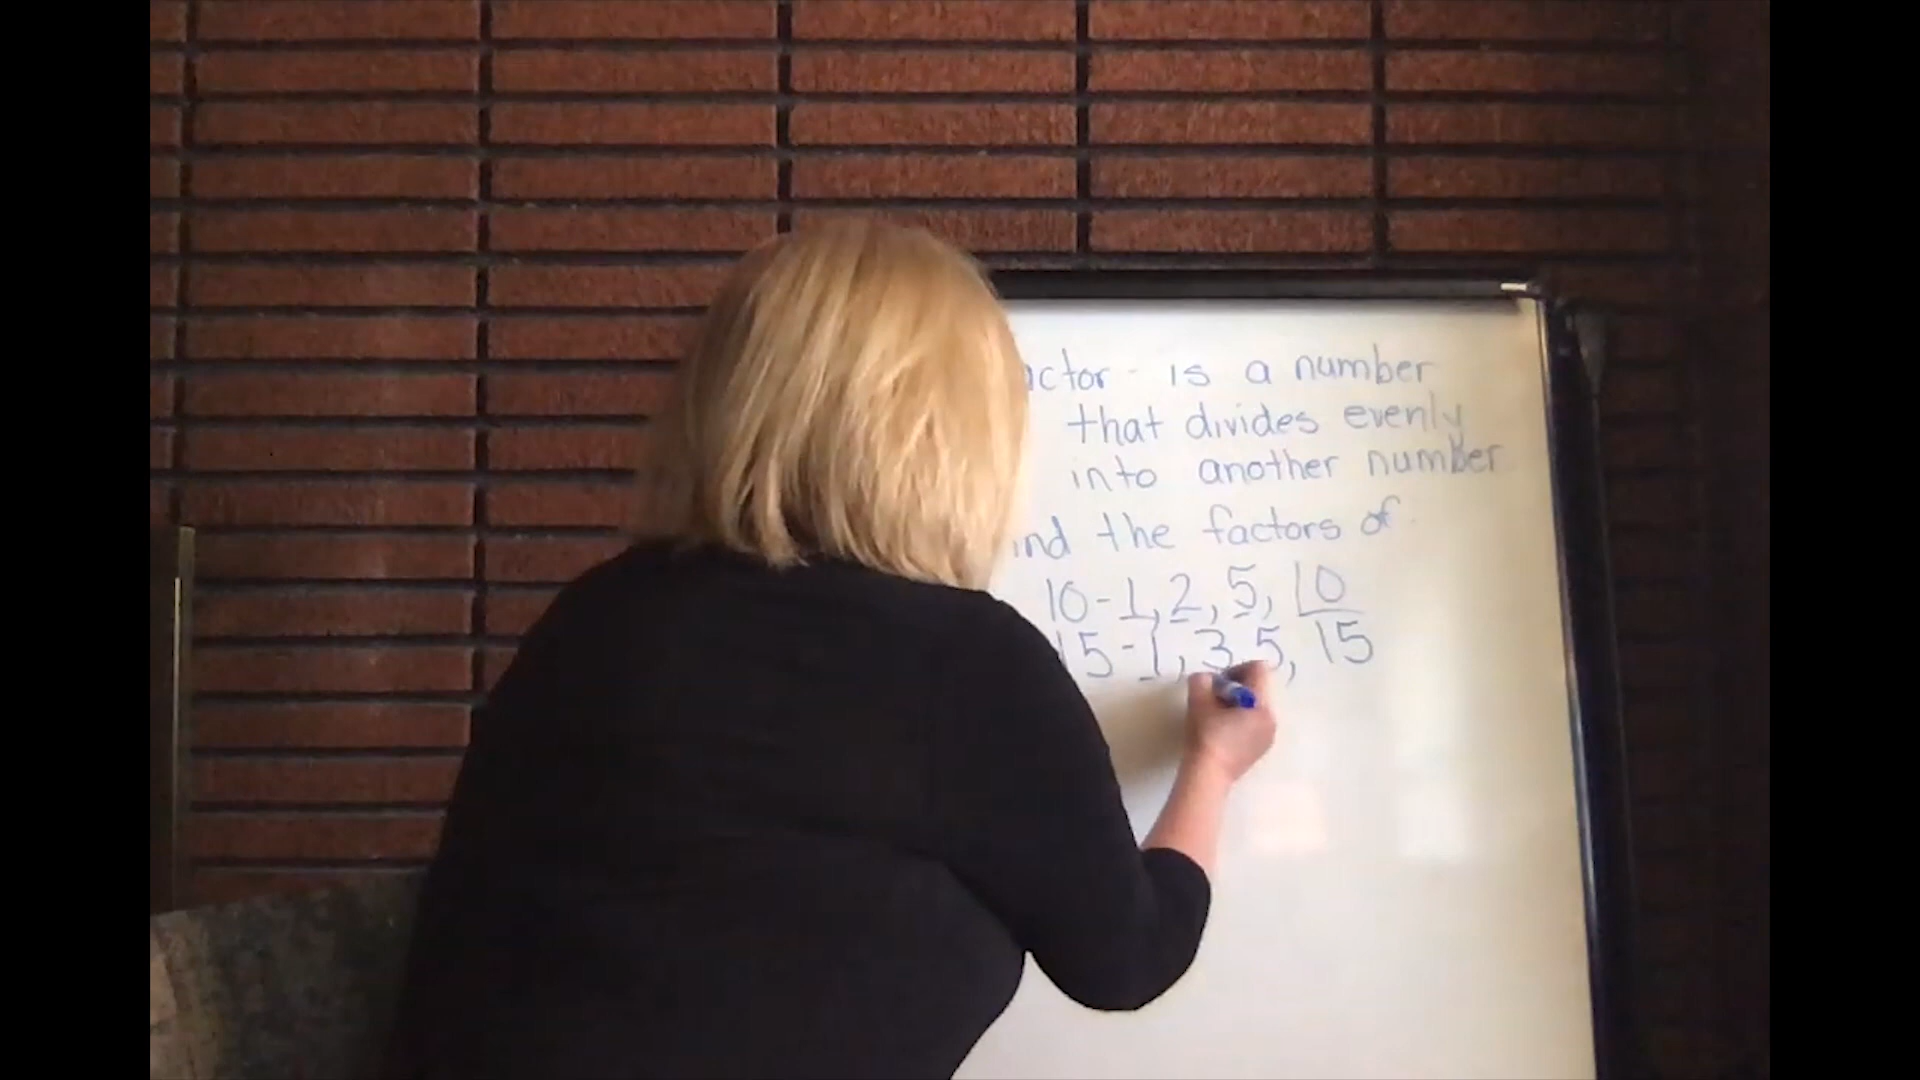 actor - is a number
that divides evenly
into another number
ind the factors of
10 - 1, 2, 5, 10
15 - 1, 3, 5, 15